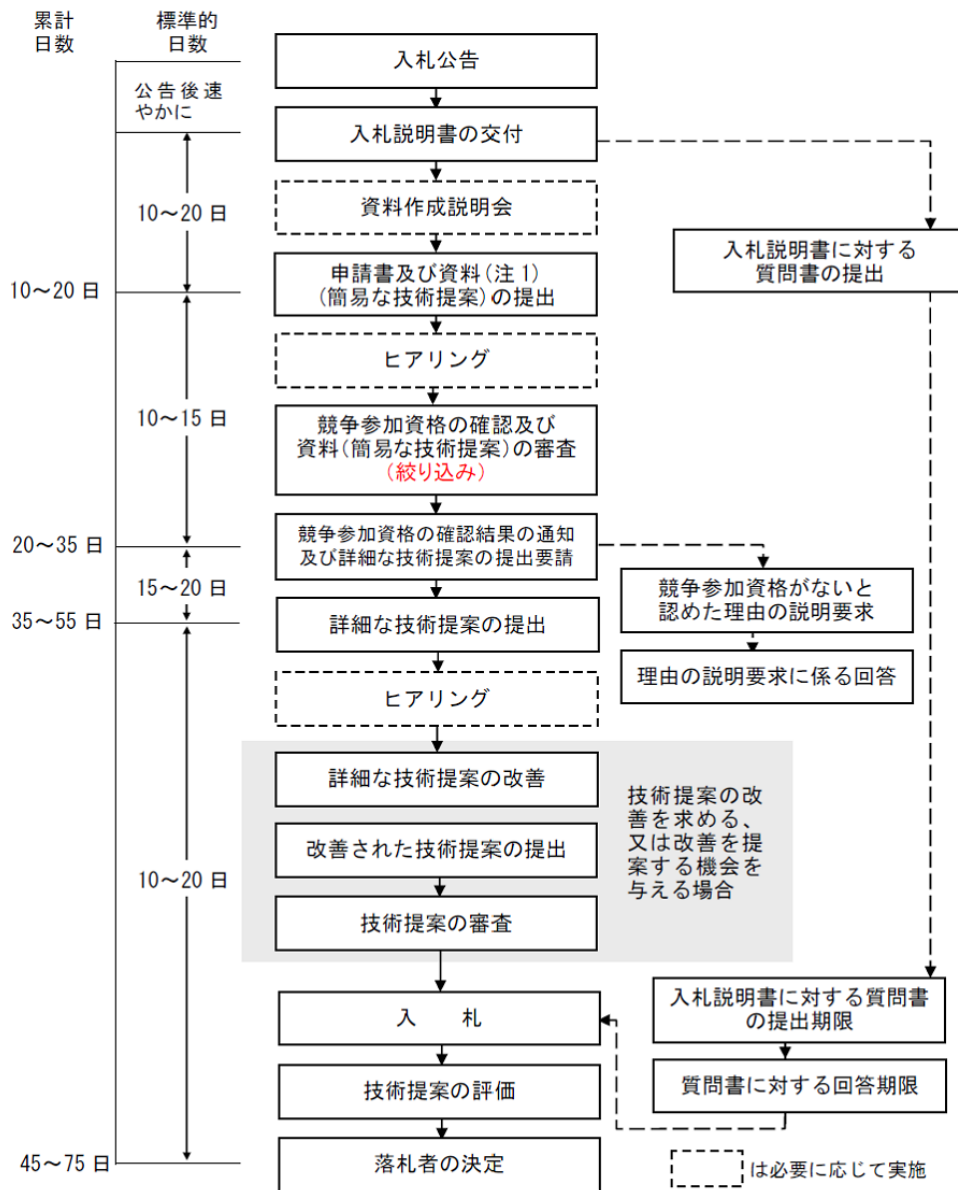 累計
日数
標準的
日数
公告後速
やかに
10～20 日
10～20 日
10～15 日
20～35 日
15～20 日
35～55 日
10～20 日
45～75 日
入札公告
入札説明書の交付
資料作成説明会
申請書及び資料(注1)
(簡易な技術提案)の提出
ヒアリング
競争参加資格の確認及び
資料(簡易な技術提案)の審査
(絞り込み)
競争参加資格の確認結果の通知
及び詳細な技術提案の提出要請
詳細な技術提案の提出
ヒアリング
詳細な技術提案の改善
改善された技術提案の提出
技術提案の審査
入　札
技術提案の評価
落札者の決定
入札説明書に対する
質問書の提出
競争参加資格がないと
認めた理由の説明要求
理由の説明要求に係る回答
技術提案の改
善を求める、
又は改善を提
案する機会を
与える場合
入札説明書に対する質問書
の提出期限
質問書に対する回答期限
は必要に応じて実施